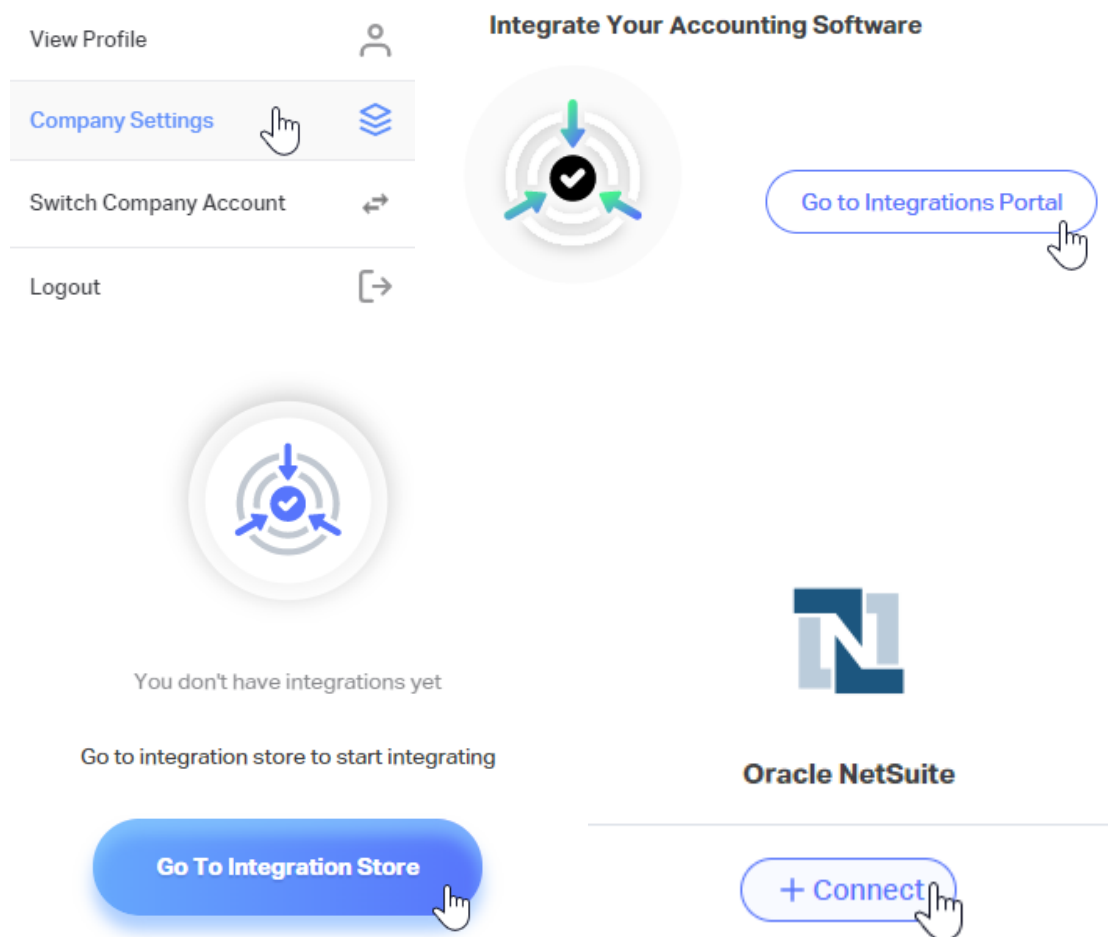 View Profile
Company Settings
Switch Company Account
Logout
Integrate Your Accounting Software
Go to Integrations Portal
You don't have integrations yet
Go to integration store to start integrating
Go To Integration Store
N
Oracle NetSuite
+ Connect